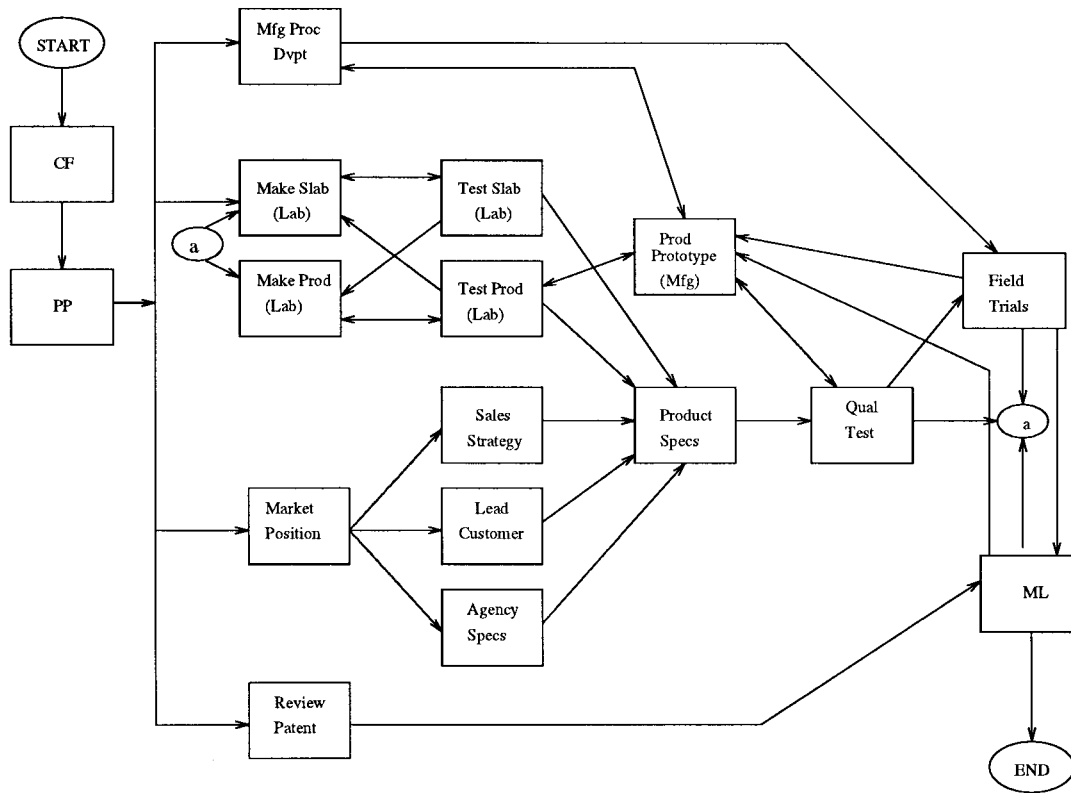 START
CF
PP
Mfg Proc
Dvpt
Make Slab
(Lab)
Test Slab
(Lab)
a
Make Prod
(Lab)
Test Prod
(Lab)
Prod
Prototype
(Mfg)
Field
Trials
Sales
Strategy
Product
Specs
Qual
Test
a
Market
Position
Lead
Customer
Agency
Specs
ML
Review
Patent
END